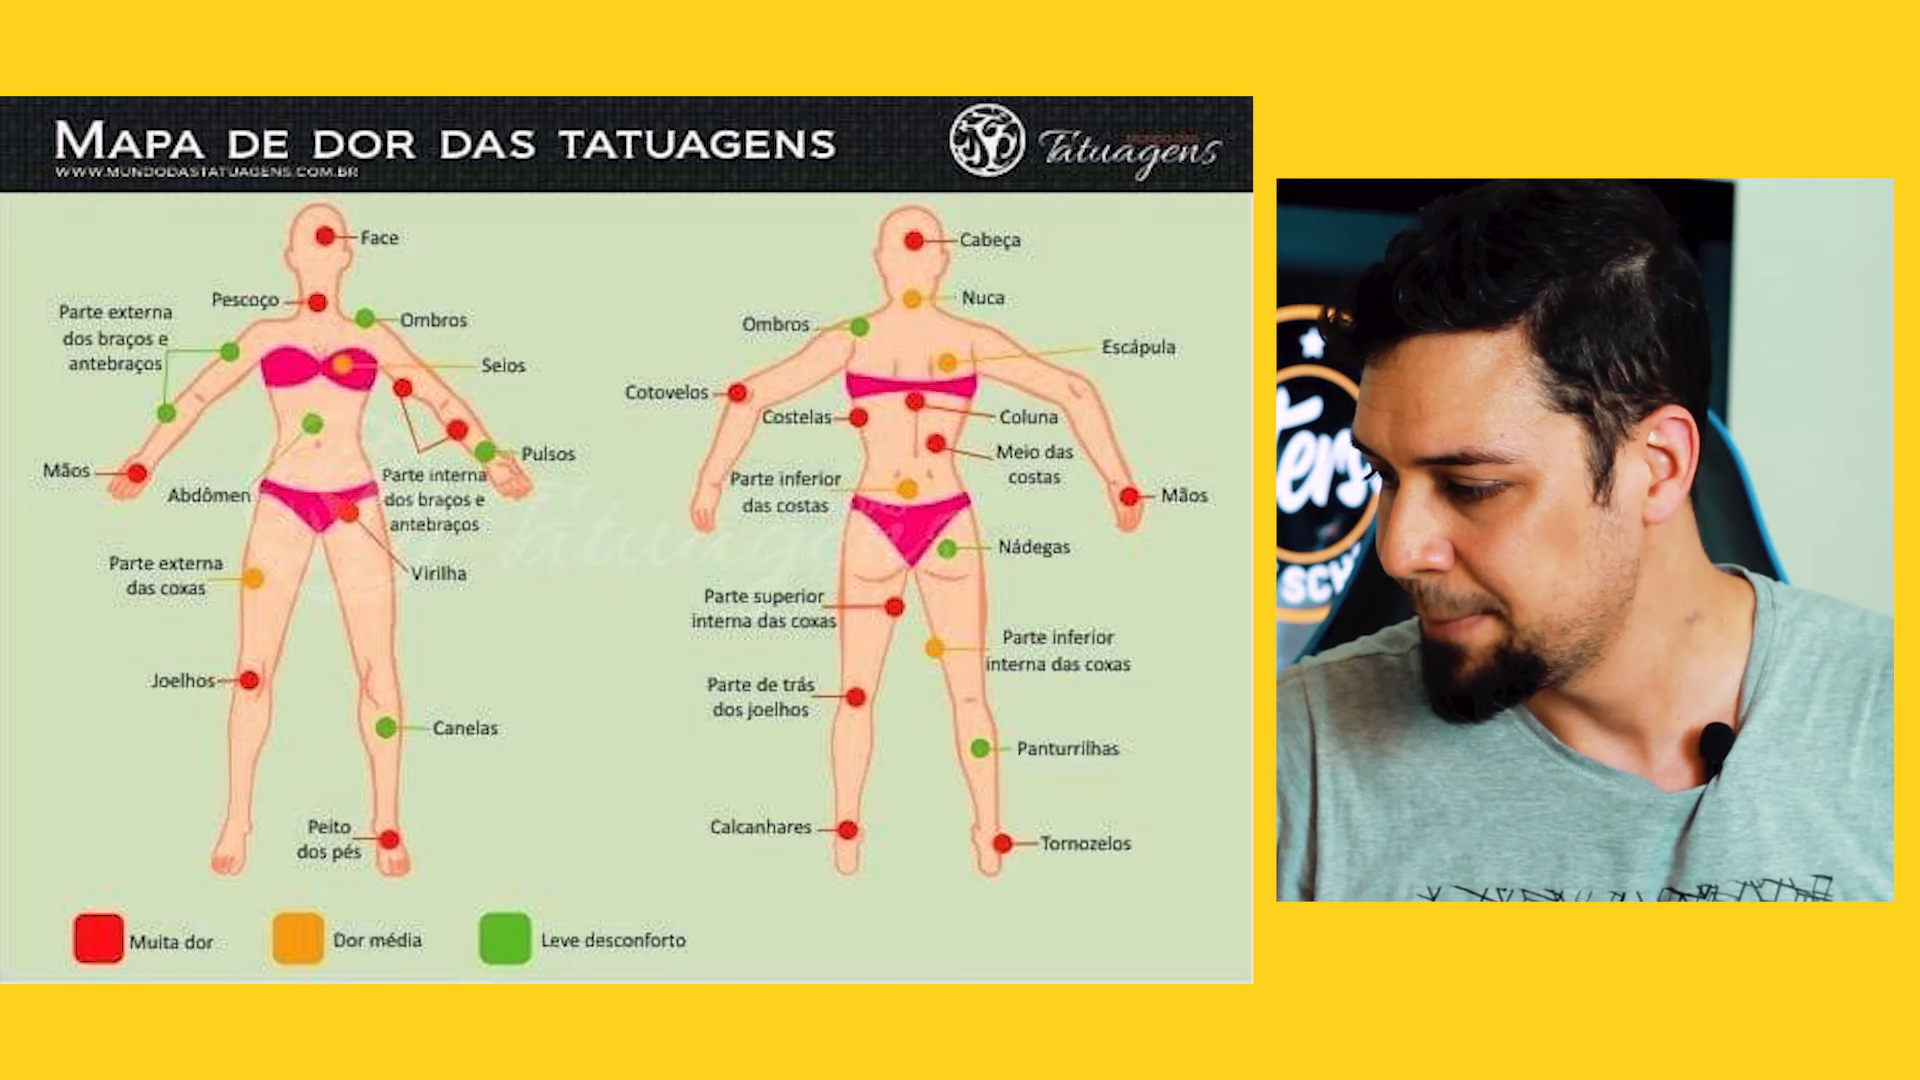 MAPA DE DOR DAS TATUAGENS
WWW.MUNDODASTATUAGENS.COM.BR
Tatuagens
Face
Pescoço
Ombros
Parte externa
dos braços e
antebraços
Seios
Mãos
Pulsos
Abdômen
Parte interna
dos braços e
antebraços
Parte externa
das coxas
Virilha
Joelhos
Canelas
Peito
dos pés
Cabeça
Nuca
Ombros
Escápula
Cotovelos
Costelas
Coluna
Meio das
costas
Parte inferior
das costas
Mãos
Nádegas
Parte superior
interna das coxas
Parte inferior
interna das coxas
Parte de trás
dos joelhos
Panturrilhas
Calcanhares
Tornozelos
Muita dor
Dor média
Leve desconforto